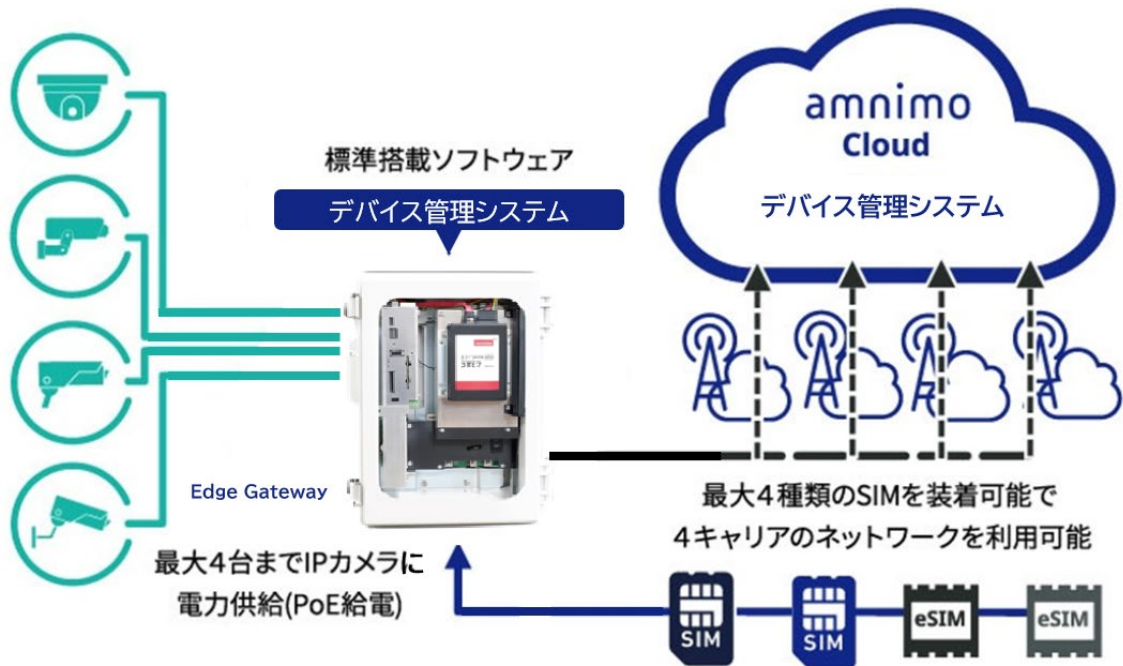 標準搭載ソフトウェア
デバイス管理システム
amnimo
Cloud
デバイス管理システム
Edge Gateway
最大4台までIPカメラに
電力供給(PoE給電)
最大4種類のSIMを装着可能で
4キャリアのネットワークを利用可能
SIM
SIM
eSIM
eSIM